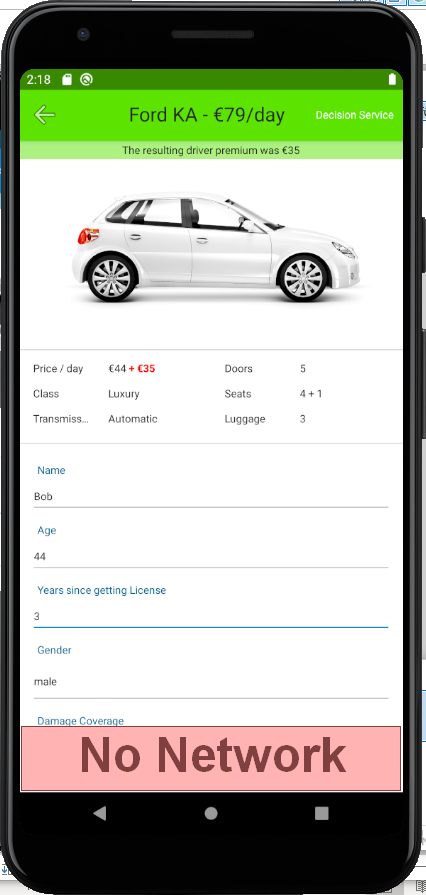 2:18
Ford KA - €79/day Decision Service
The resulting driver premium was €35
Price / day €44 + €35 Doors 5
Class Luxury Seats 4 + 1
Transmiss... Automatic Luggage 3
Name
Bob
Age
44
Years since getting License
3
Gender
male
Damage Coverage
No Network